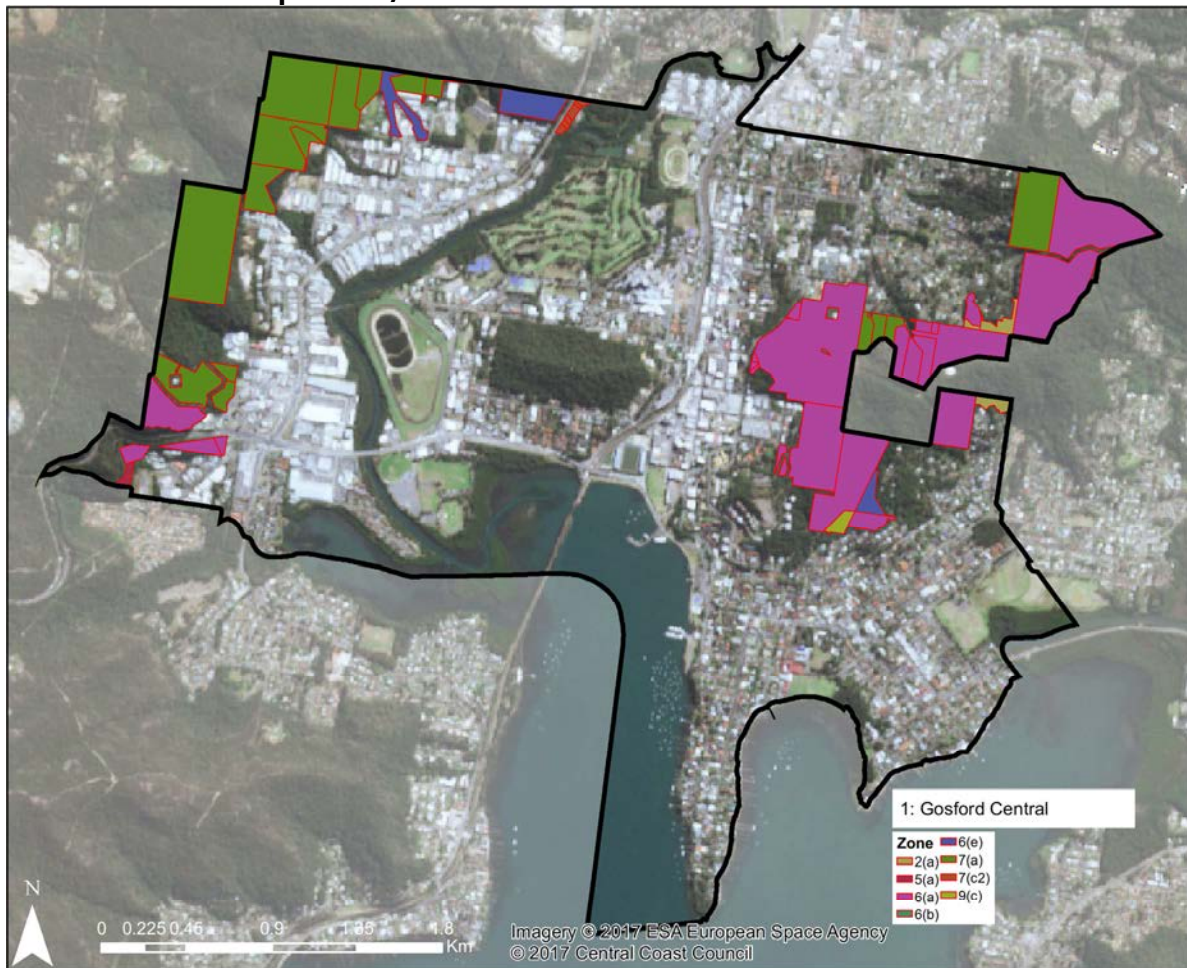 1: Gosford Central
Zone
2(a)
5(a)
6(a)
6(b)
6(e)
7(a)
7(c2)
9(c)
N
0 0.225 0.46 0.9 1.35 1.8
Km
Imagery © 2017 ESA European Space Agency
© 2017 Central Coast Council